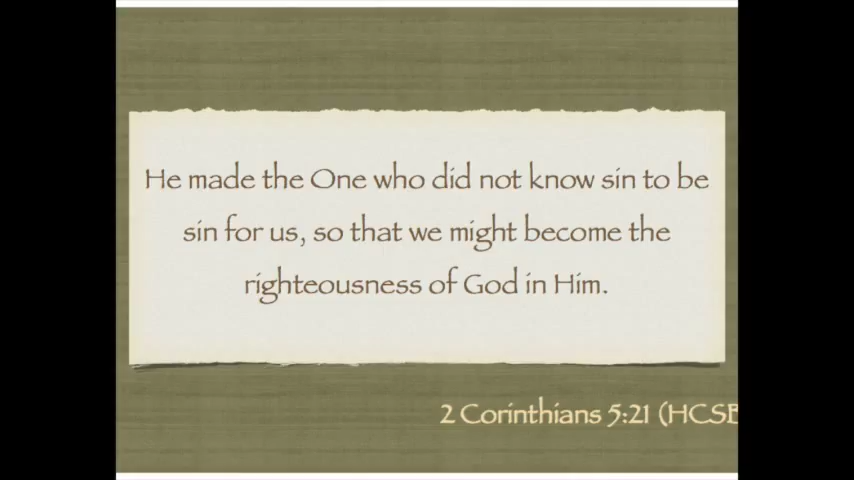 He made the One who did not know sin to be
sin for us, so that we might become the
righteousness of God in Him.
2 Corinthians 5:21 (HCSB